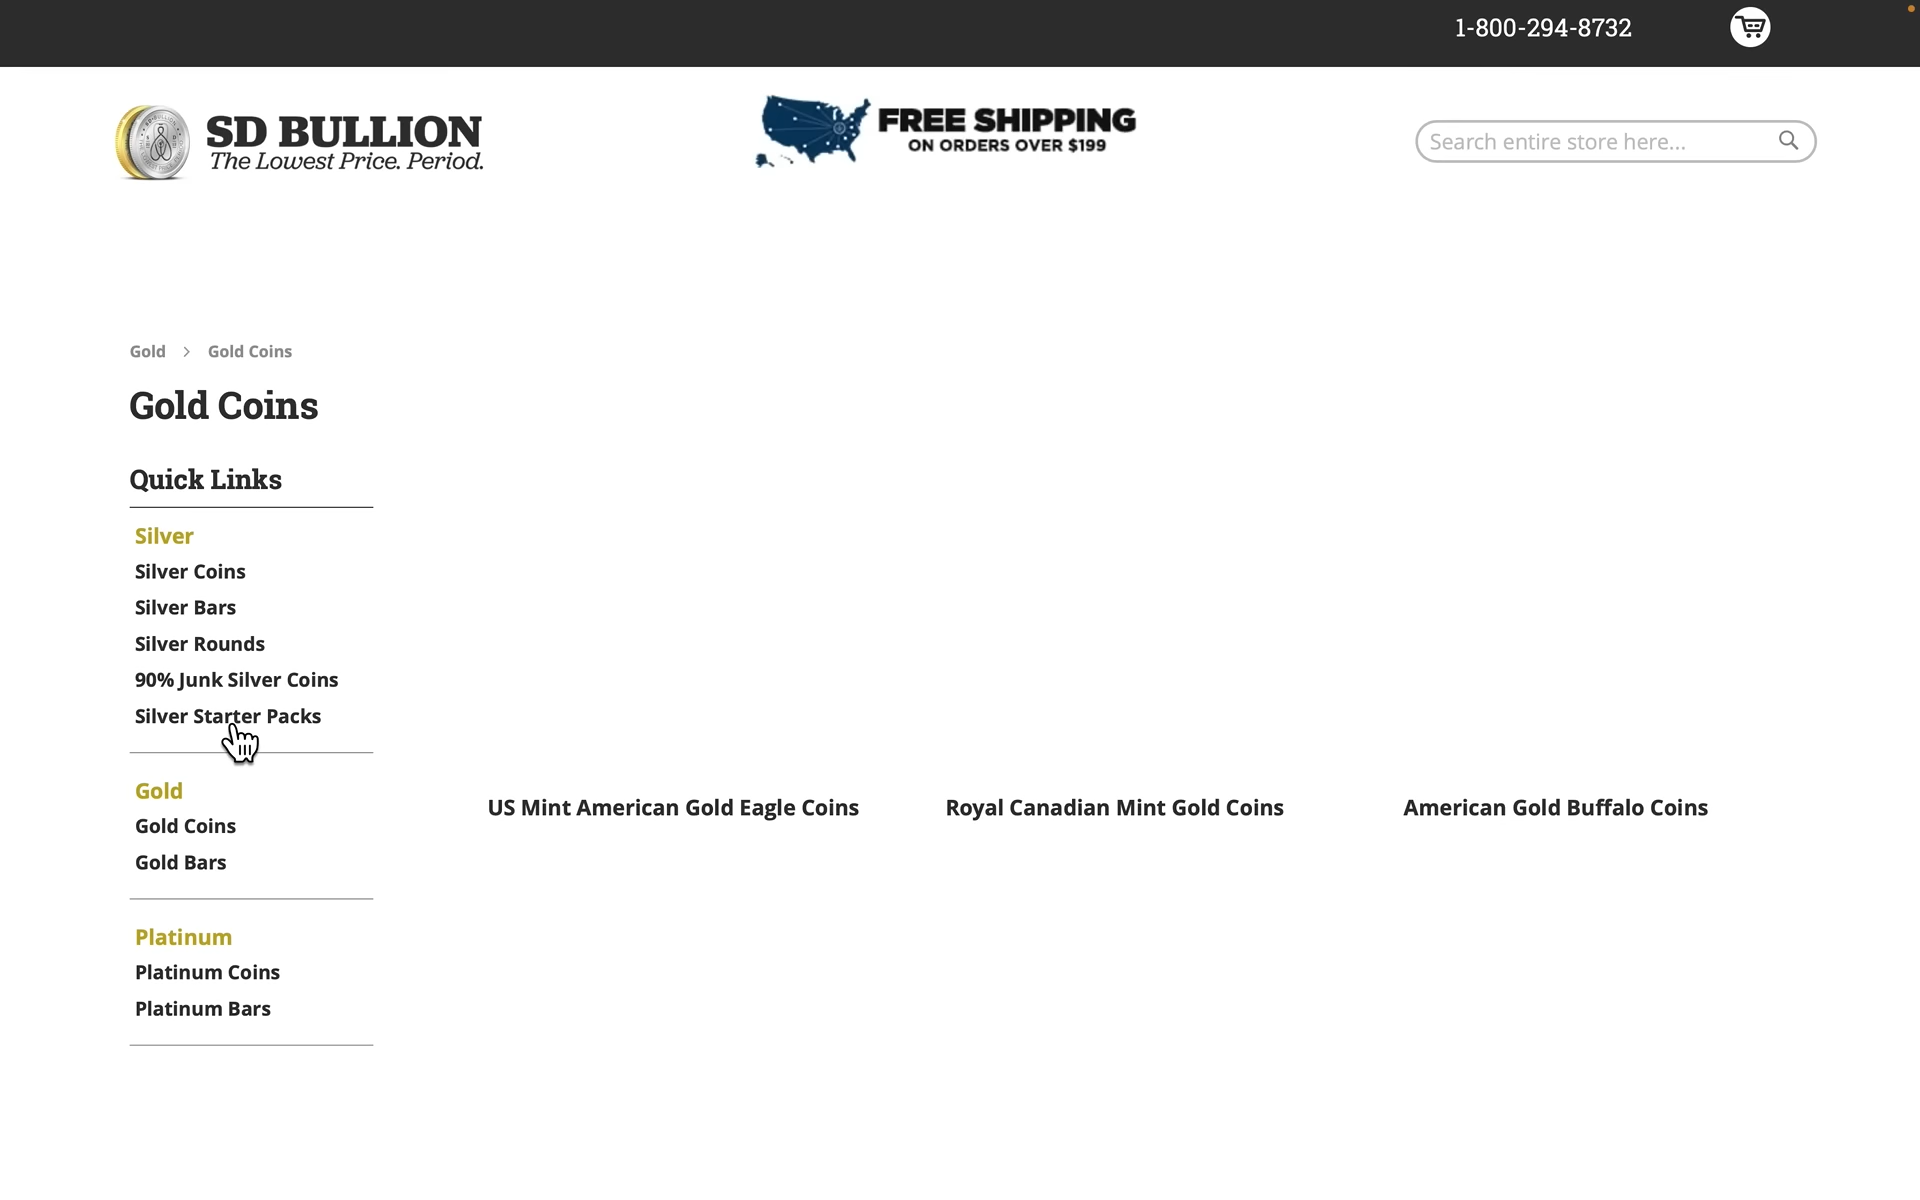 1-800-294-8732
SD BULLION
The Lowest Price. Period.
FREE SHIPPING
ON ORDERS OVER $199
Search entire store here...
Gold > Gold Coins
Gold Coins
Quick Links
Silver
Silver Coins
Silver Bars
Silver Rounds
90% Junk Silver Coins
Silver Starter Packs
Gold
Gold Coins
Gold Bars
Platinum
Platinum Coins
Platinum Bars
US Mint American Gold Eagle Coins
Royal Canadian Mint Gold Coins
American Gold Buffalo Coins